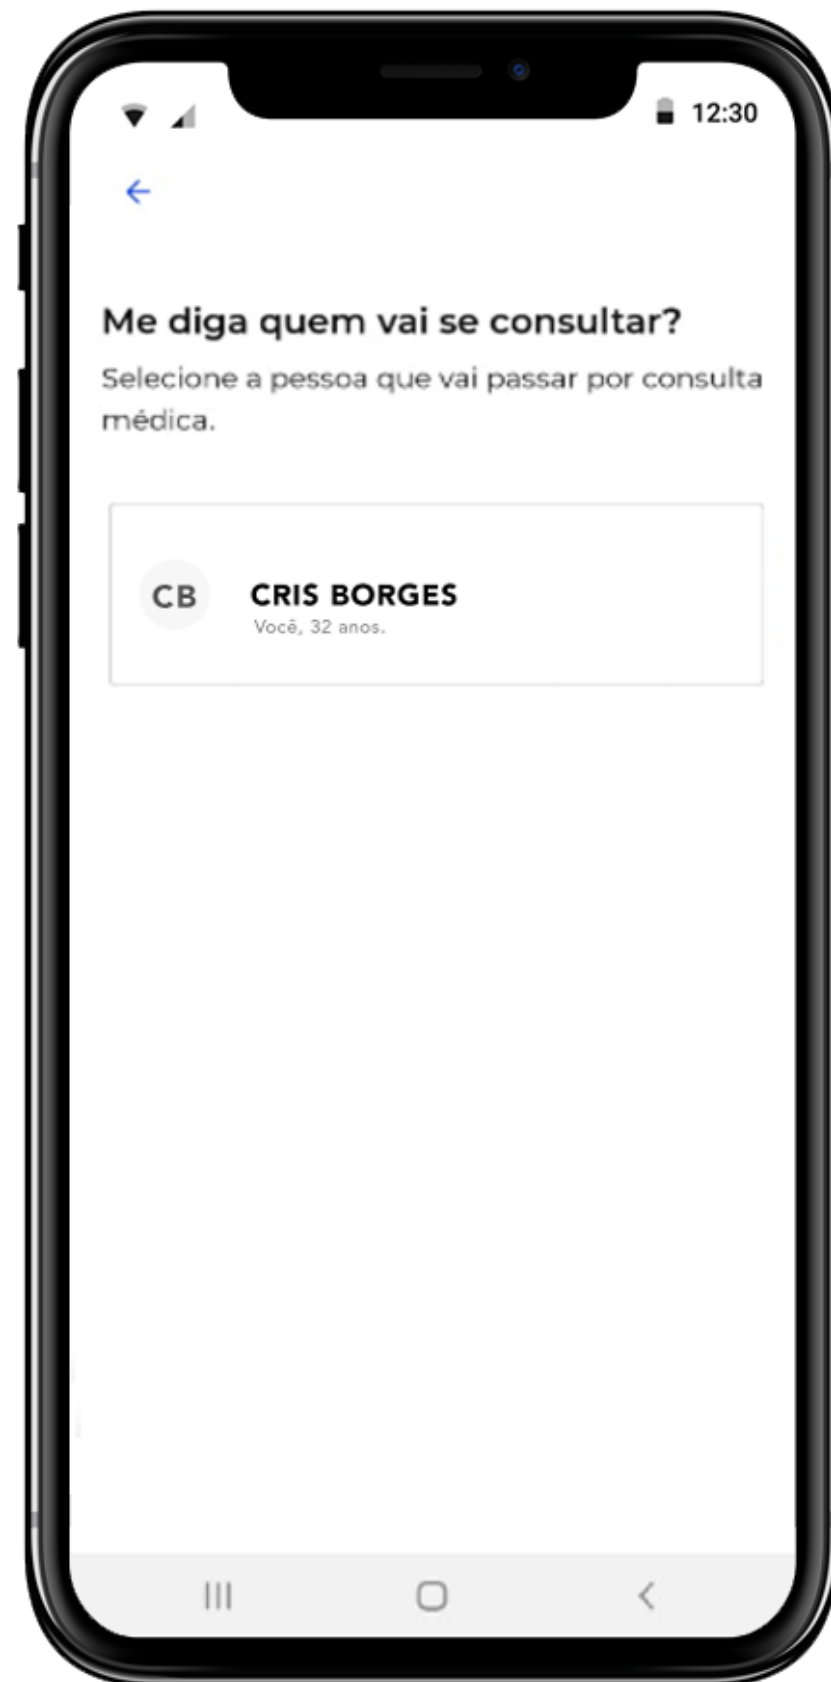 12:30
Me diga quem vai se consultar?
Selecione a pessoa que vai passar por consulta
médica.
CB
CRIS BORGES
Você, 32 anos.